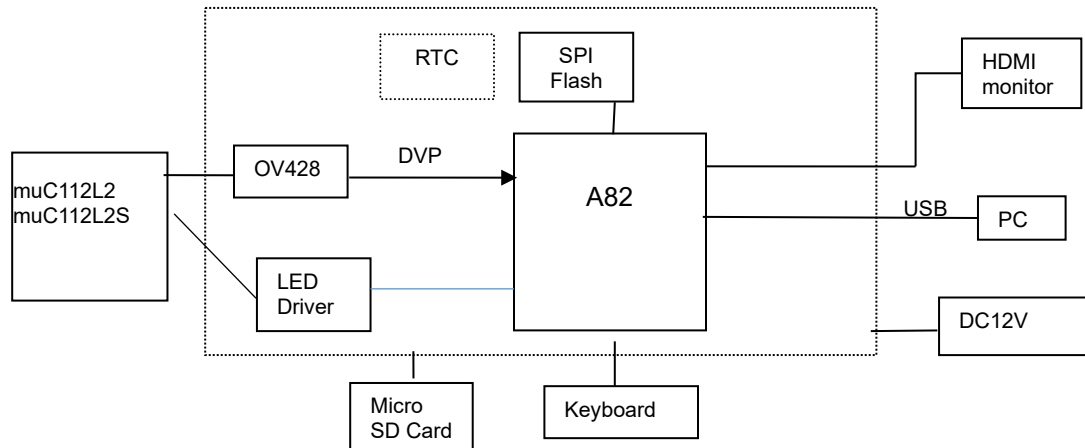 RTC
SPI
Flash
HDMI
monitor
muC112L2
muC112L2S
OV428
DVP
A82
USB
PC
LED
Driver
DC12V
Micro
SD Card
Keyboard